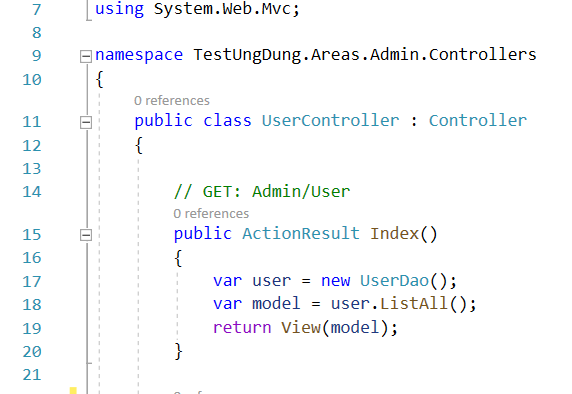 7 using System.Web.Mvc;
8
9 namespace TestUngDung.Areas.Admin.Controllers
10 {
0 references
11 public class UserController : Controller
12 {
13
14 // GET: Admin/User
0 references
15 public ActionResult Index()
16 {
17 var user = new UserDao();
18 var model = user.ListAll();
19 return View(model);
20 }
21